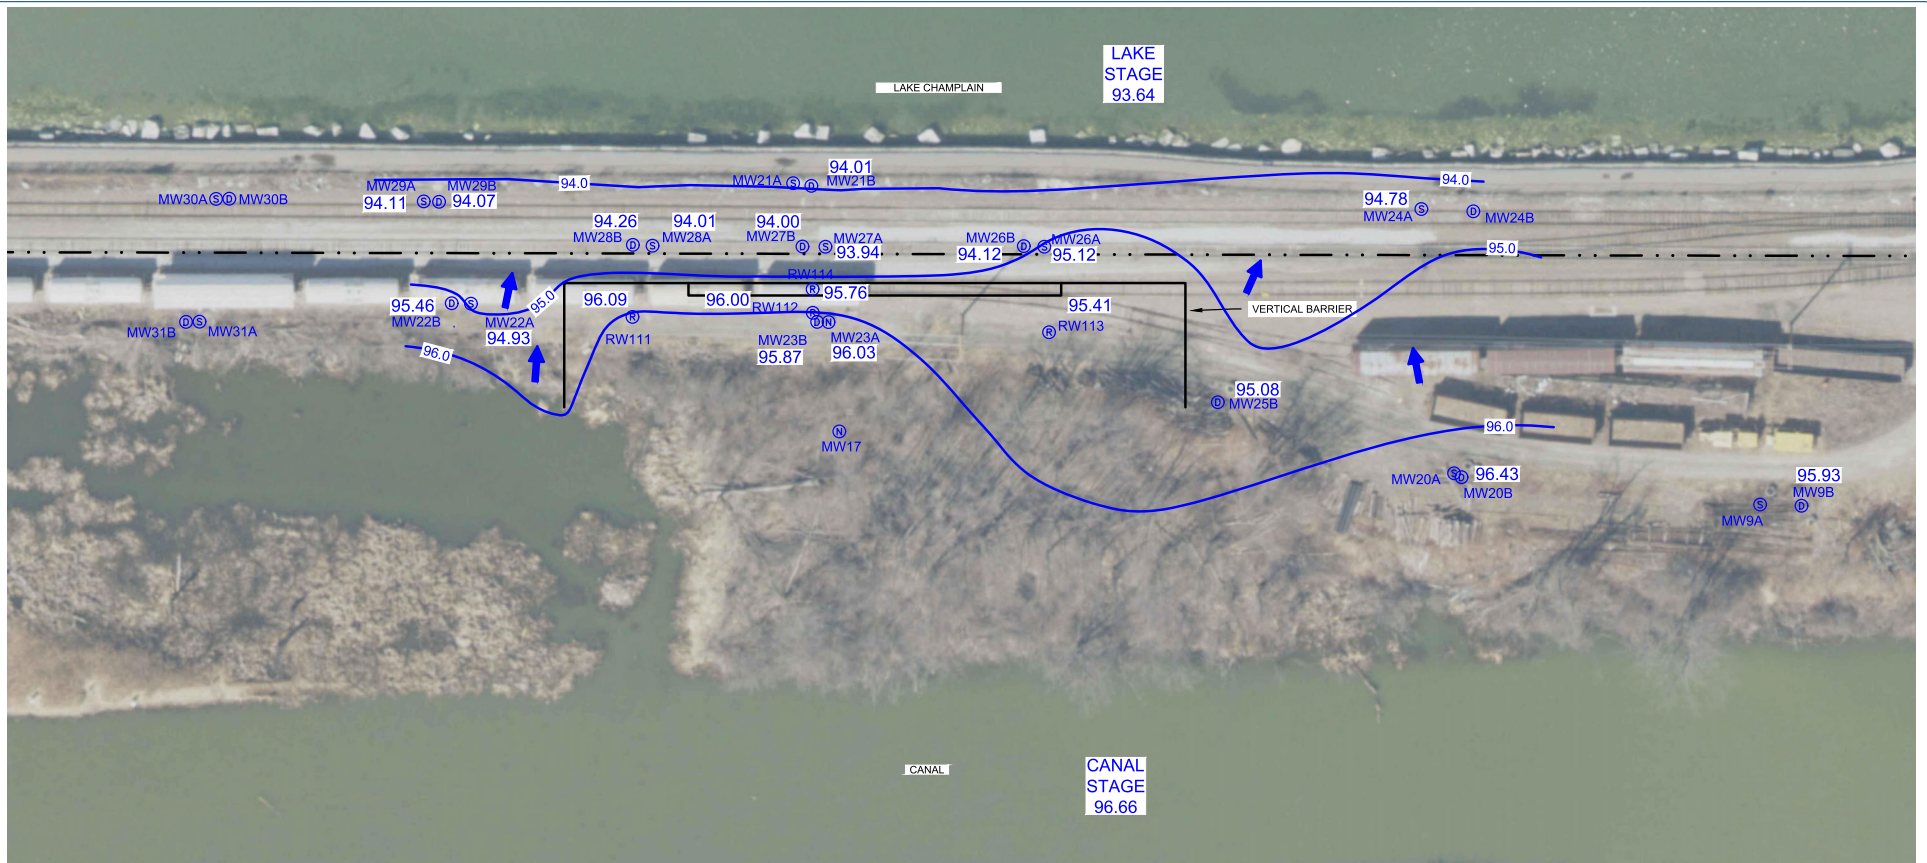 LAKE
STAGE
93.64
LAKE CHAMPLAIN
94.01
MW21A
MW21B
94.0
94.0
MW29A
MW29B
94.11
94.07
MW30A
MW30B
94.78
MW24A
MW24B
94.26
94.01
94.00
MW28B
MW28A
MW27B
MW27A
93.94
MW26B
MW26A
94.12
95.12
95.0
RW114
95.46
MW22B
95.0
96.09
96.00
95.76
95.41
VERTICAL BARRIER
RW112
MW31B
MW31A
MW22A
94.93
RW111
RW113
MW23B
95.87
MW23A
96.03
96.0
95.08
MW25B
96.0
MW17
MW20A
96.43
MW20B
95.93
MW9B
MW9A
CANAL
CANAL
STAGE
96.66
S
D
S
D
S
D
S
D
D
S
D
S
D
S
D
S
D
S
R
R
R
D
N
R
D
N
S
D
S
D